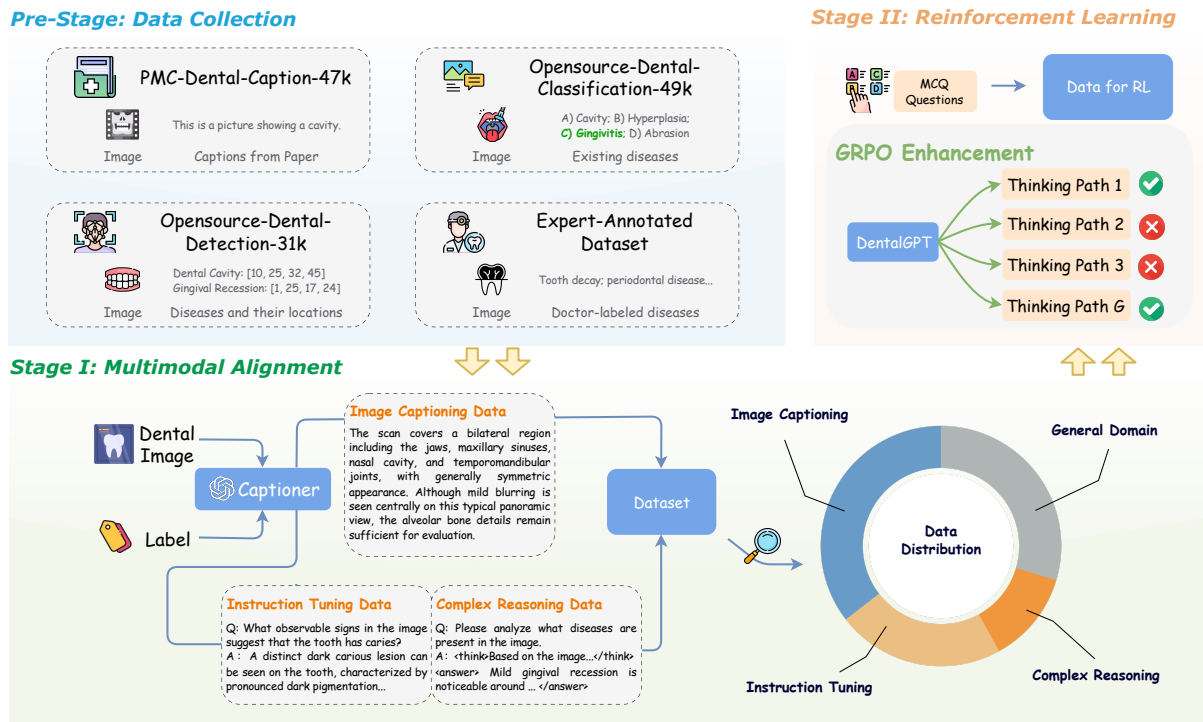 Pre-Stage: Data Collection
PMC-Dental-Caption-47k
This is a picture showing a cavity.
Image
Captions from Paper
Opensource-Dental-
Classification-49k
A) Cavity; B) Hyperplasia;
C) Gingivitis; D) Abrasion
Image
Existing diseases
Opensource-Dental-
Detection-31k
Dental Cavity: [10, 25, 32, 45]
Gingival Recession: [1, 25, 17, 24]
Image
Diseases and their locations
Expert-Annotated
Dataset
Tooth decay; periodontal disease...
Image
Doctor-labeled diseases
Stage II: Reinforcement Learning
A
C
B
D
MCQ
Questions
Data for RL
GRPO Enhancement
DentalGPT
Thinking Path 1
Thinking Path 2
Thinking Path 3
Thinking Path G
Stage I: Multimodal Alignment
Dental
Image
Label
Captioner
Image Captioning Data
The scan covers a bilateral region
including the jaws, maxillary sinuses,
nasal cavity, and temporomandibular
joints, with generally symmetric
appearance. Although mild blurring is
seen centrally on this typical panoramic
view, the alveolar bone details remain
sufficient for evaluation.
Instruction Tuning Data
Q: What observable signs in the image
suggest that the tooth has caries?
A: A distinct dark carious lesion can
be seen on the tooth, characterized by
pronounced dark pigmentation...
Complex Reasoning Data
Q: Please analyze what diseases are
present in the image.
A: <think>Based on the image...</think>
<answer> Mild gingival recession is
noticeable around ... </answer>
Dataset
Image Captioning
General Domain
Data
Distribution
Instruction Tuning
Complex Reasoning